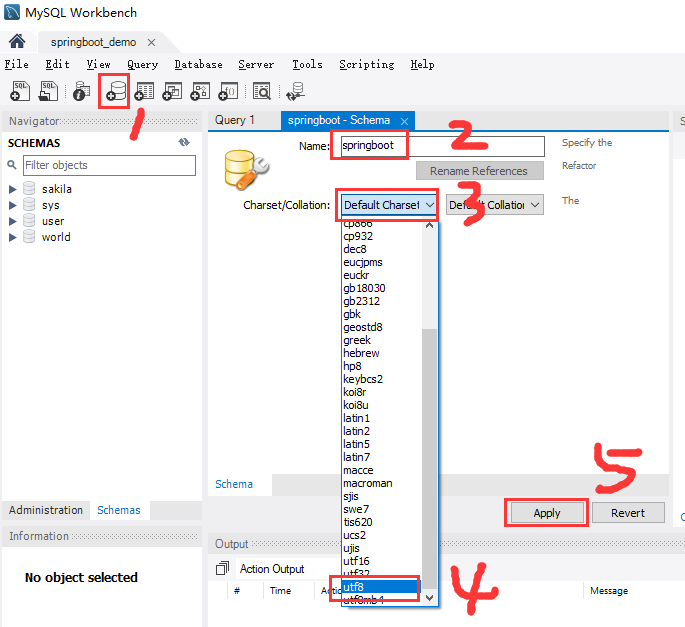 MySQL Workbench
springboot_demo ×
File Edit View Query Database Server Tools Scripting Help
SQL SQL
1
Navigator
SCHEMAS
Filter objects
sakila
sys
user
world
Administration Schemas
Information
No object selected
Query 1 springboot - Schema ×
Name: springboot
2
Specify the
Rename References
Refactor
3
Charset/Collation: Default Charset Default Collation
The
cp866
cp932
dec8
eucjpms
euckr
gb18030
gb2312
gbk
geostd8
greek
hebrew
hp8
keybcs2
koi8r
koi8u
latin1
latin2
latin5
latin7
macce
macroman
sjis
swe7
tis620
ucs2
ujis
utf16
utf32
utf8
utf8mb4
4
Schema
5
Apply Revert
Output
Action Output
# Time Acti Message